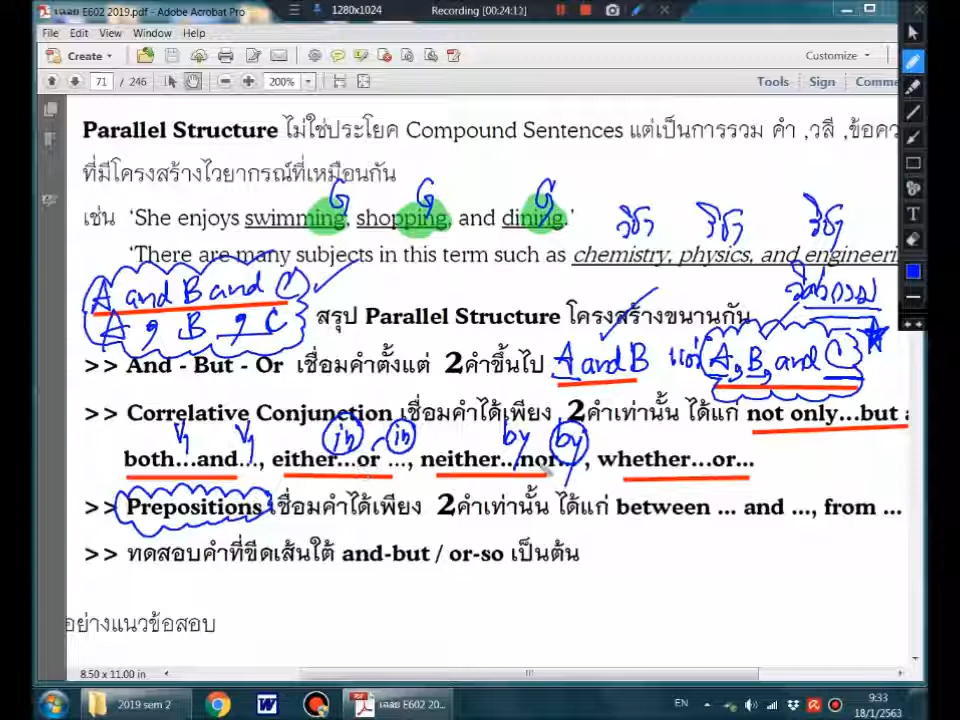 เฉลย E602 2019.pdf - Adobe Acrobat Pro
1280x1024
Recording [00:24:13]
File Edit View Window Help
Create
Customize
71 / 246
200%
Tools Sign Comme
Parallel Structure ไม่ใช่ประโยค Compound Sentences แต่เป็นการรวม คำ ,วลี ,ข้อคว
ที่มีโครงสร้างไวยากรณ์ที่เหมือนกัน
G G G
เช่น 'She enjoys swimming, shopping, and dining.'
วิชา วิชา วิชา
'There are many subjects in this term such as chemistry, physics, and engineeri
A and B and C
A , B , C
สรุป Parallel Structure โครงสร้างขนานกัน
>> And - But - Or เชื่อมคำตั้งแต่ 2คำขึ้นไป A and B แต่ A, B, and C
>> Correlative Conjunction เชื่อมคำได้เพียง 2คำเท่านั้น ได้แก่ not only...but a
V1 V1 in in by by
both...and..., either...or ..., neither...nor... , whether...or...
>> Prepositions เชื่อมคำได้เพียง 2คำเท่านั้น ได้แก่ between ... and ..., from ...
>> ทดสอบคำที่ขีดเส้นใต้ and-but / or-so เป็นต้น
อย่างแนวข้อสอบ
8.50 x 11.00 in
2019 sem 2
เฉลย E602 20...
EN
9:33
18/1/2563